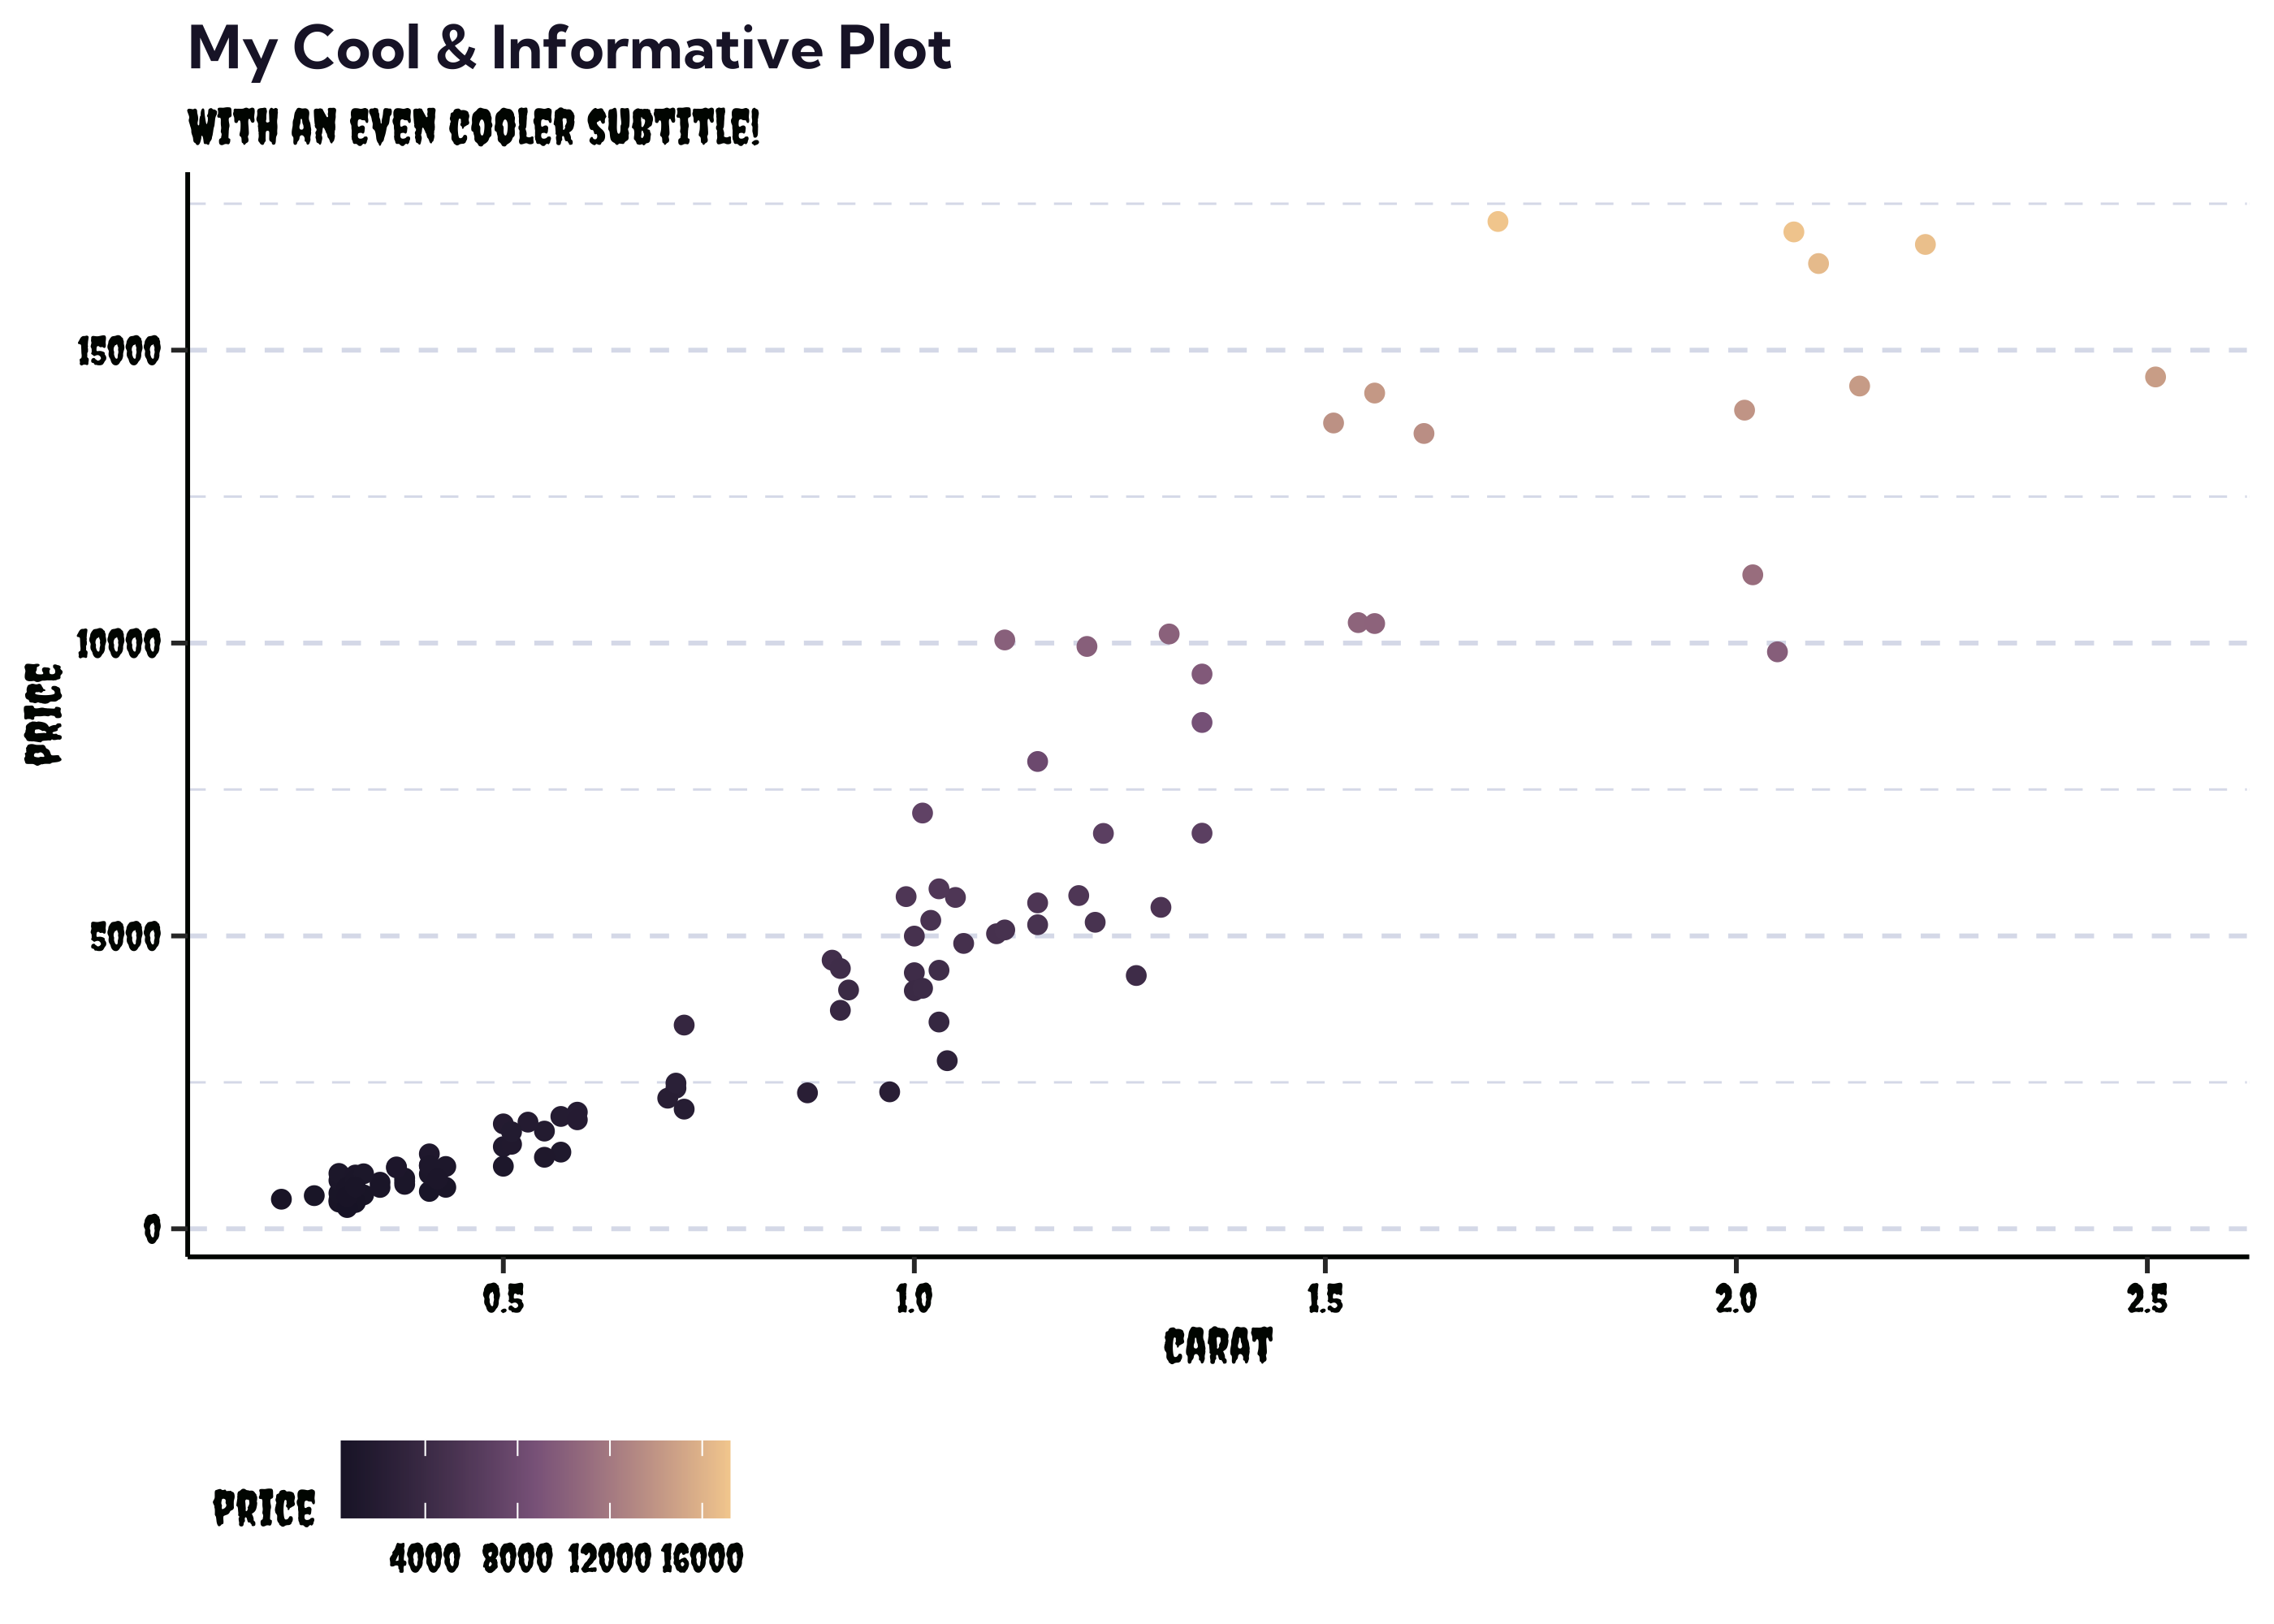 My Cool & Informative Plot
WITH AN EVEN COOLER SUBTITLE!
15000
10000
5000
0
PRICE
0.5 1.0 1.5 2.0 2.5
CARAT
PRICE
4000 8000 12000 16000